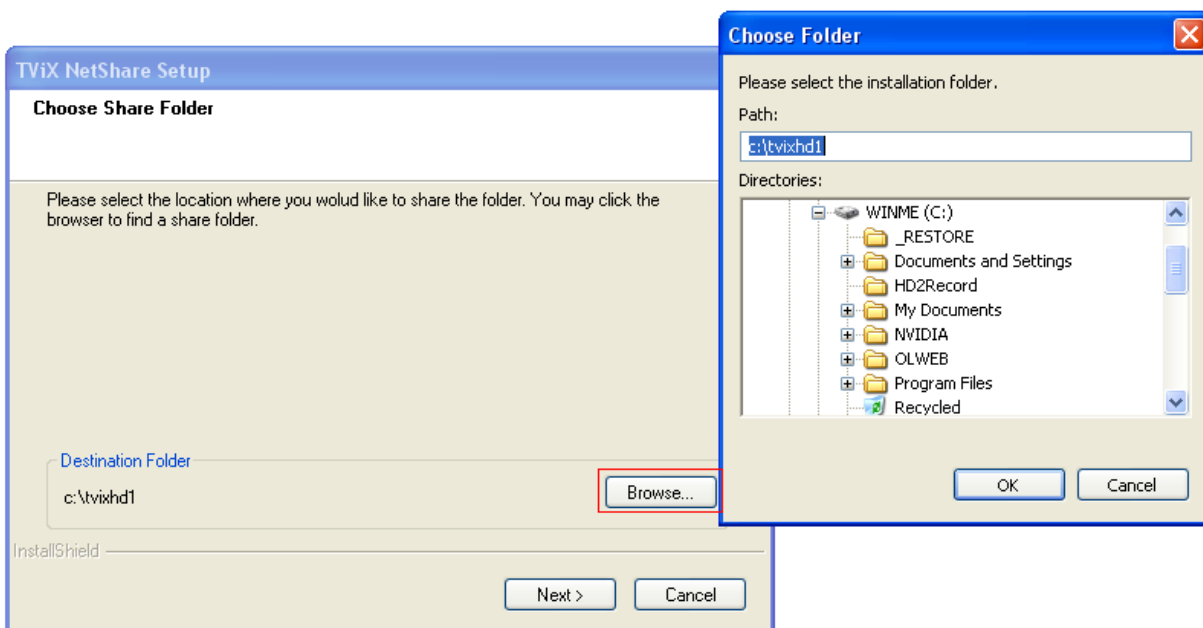 TViX NetShare Setup
Choose Share Folder
Please select the location where you wolud like to share the folder. You may click the
browser to find a share folder.
Destination Folder
c:\tvixhd1
Browse...
InstallShield
Next >
Cancel
Choose Folder
Please select the installation folder.
Path:
c:\tvixhd1
Directories:
WINME (C:)
_RESTORE
Documents and Settings
HD2Record
My Documents
NVIDIA
OLWEB
Program Files
Recycled
OK
Cancel